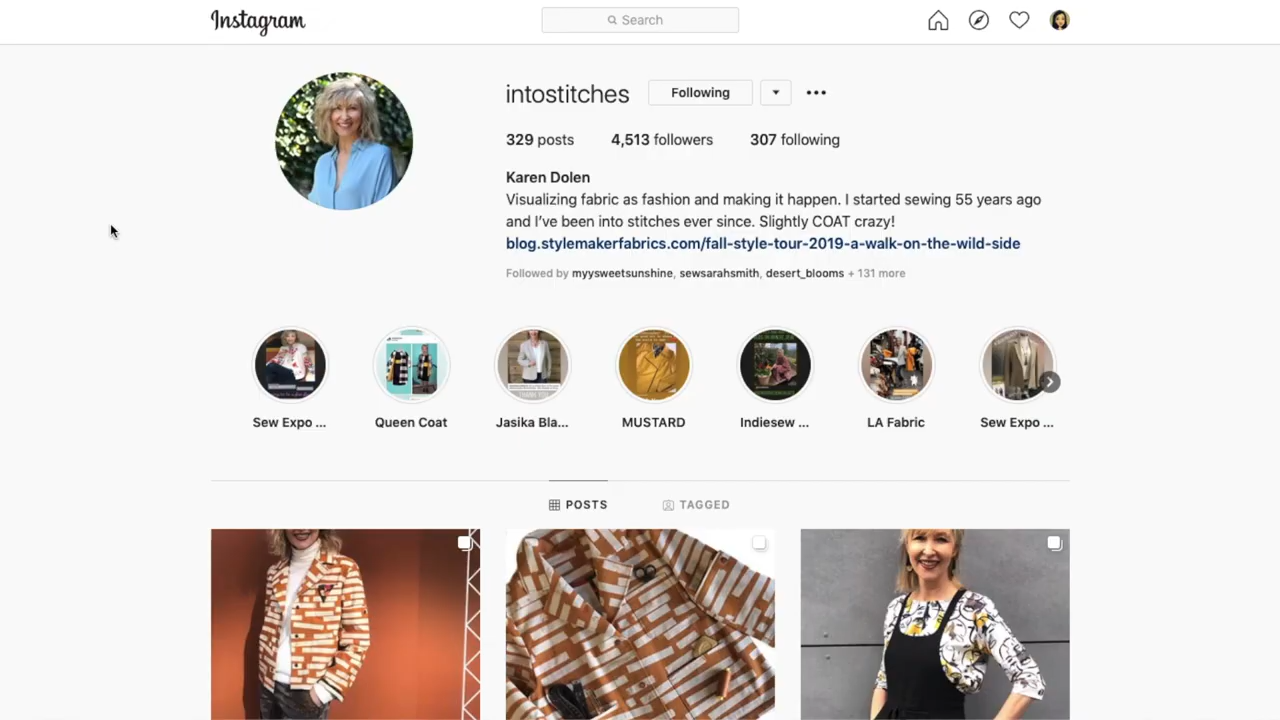 Instagram
Search
intostitches
Following
329 posts
4,513 followers
307 following
Karen Dolen
Visualizing fabric as fashion and making it happen. I started sewing 55 years ago
and I've been into stitches ever since. Slightly COAT crazy!
blog.stylemakerfabrics.com/fall-style-tour-2019-a-walk-on-the-wild-side
Followed by myysweetsunshine, sewsarahsmith, desert_blooms + 131 more
Sew Expo ...
Queen Coat
Jasika Bla...
MUSTARD
Indiesew ...
LA Fabric
Sew Expo ...
POSTS
TAGGED